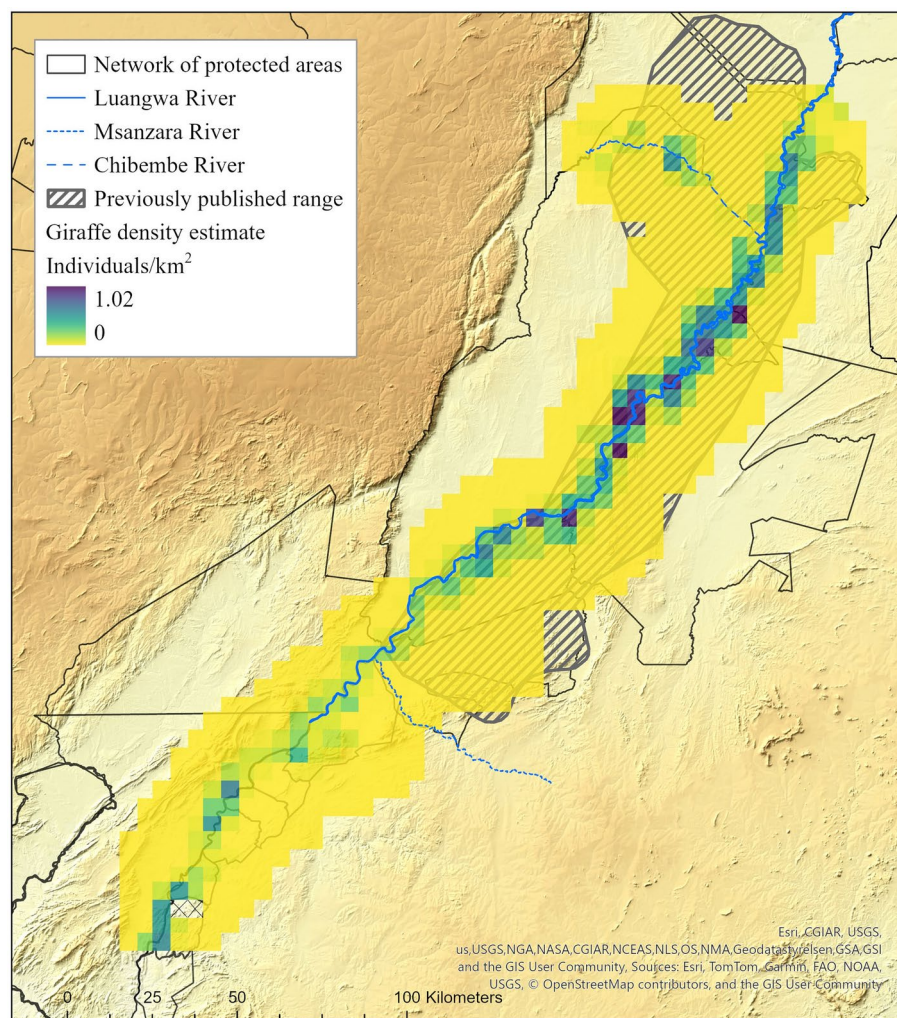 Network of protected areas
Luangwa River
Msanzara River
Chibembe River
Previously published range
Giraffe density estimate
Individuals/km²
1.02
0
Esri, CGIAR, USGS,
us,USGS,NGA,NASA,CGIAR,NCEAS,NLS,OS,NMA,Geodatastyrelsen,GSA,GSI
and the GIS User Community, Sources: Esri, TomTom, Garmin, FAO, NOAA,
USGS, © OpenStreetMap contributors, and the GIS User Community
0 25 50 100 Kilometers